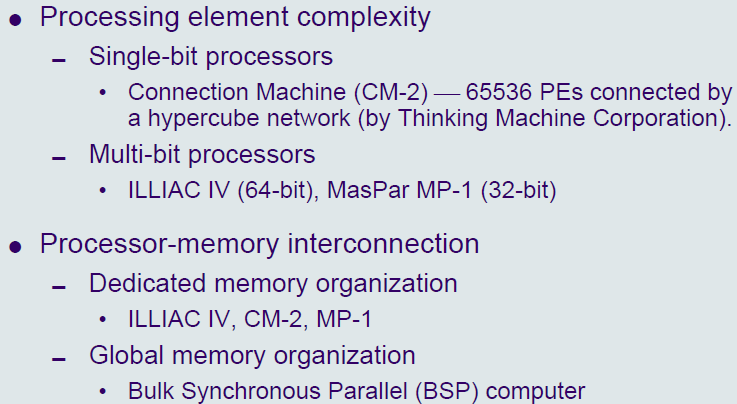 ● Processing element complexity
– Single-bit processors
• Connection Machine (CM-2) — 65536 PEs connected by
a hypercube network (by Thinking Machine Corporation).
– Multi-bit processors
• ILLIAC IV (64-bit), MasPar MP-1 (32-bit)
● Processor-memory interconnection
– Dedicated memory organization
• ILLIAC IV, CM-2, MP-1
– Global memory organization
• Bulk Synchronous Parallel (BSP) computer